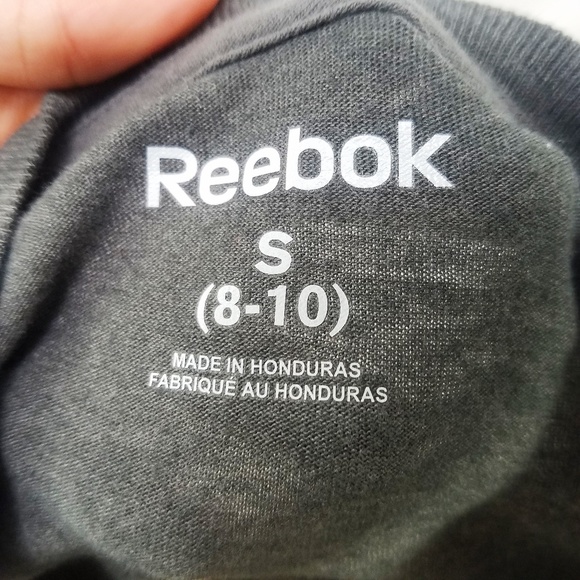 Reebok
S
(8-10)
MADE IN HONDURAS
FABRIQUÉ AU HONDURAS